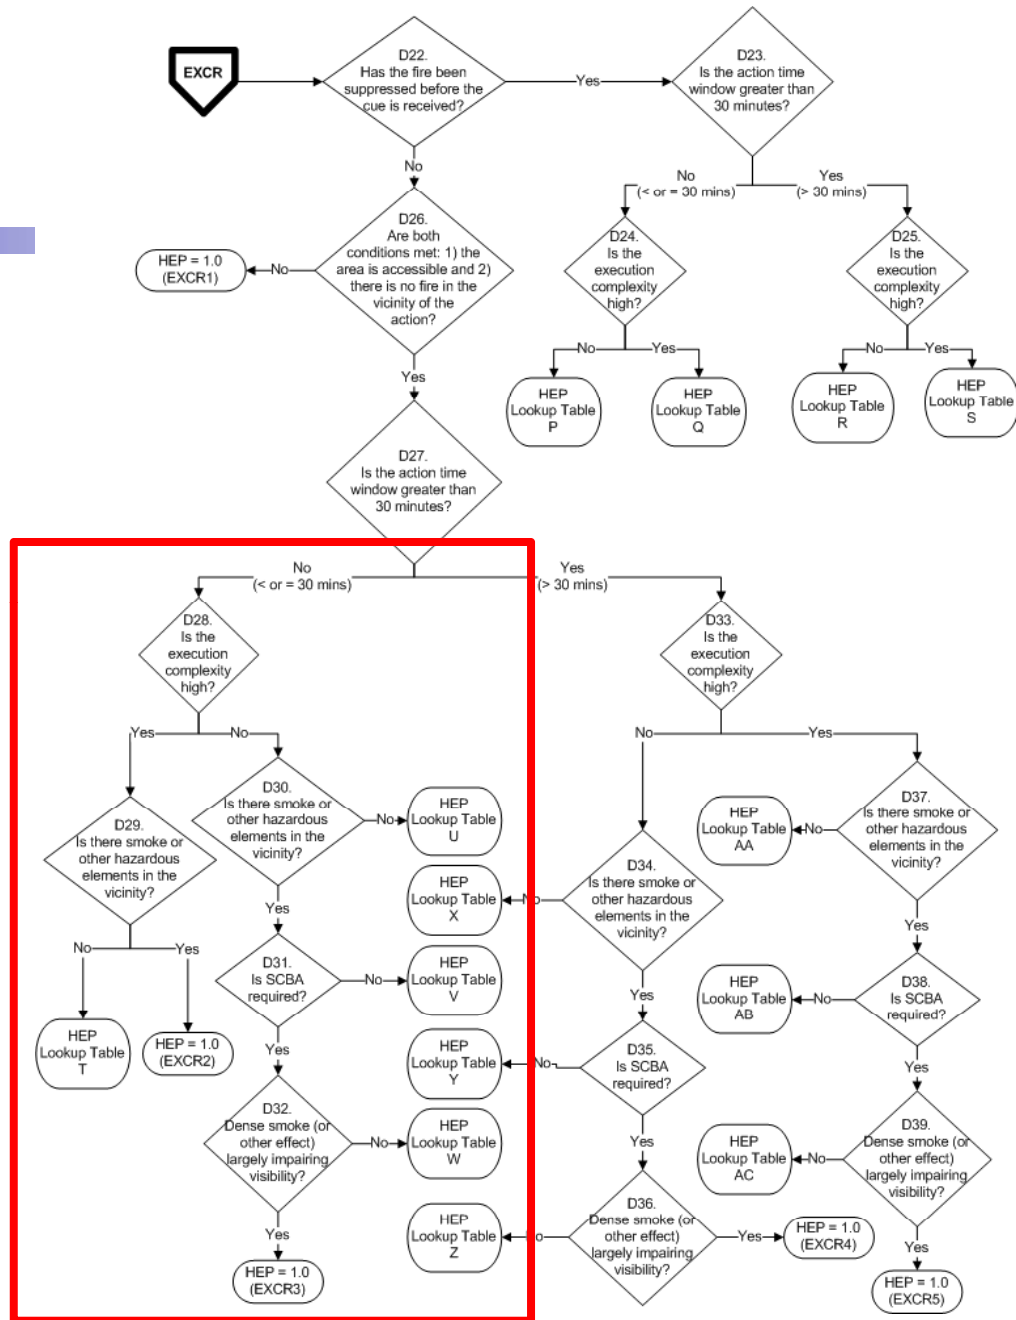 EXCR
D22.
Has the fire been
suppressed before the
cue is received?
Yes
D23.
Is the action time
window greater than
30 minutes?
No
No
(< or = 30 mins)
Yes
(> 30 mins)
D26.
Are both
conditions met: 1) the
area is accessible and 2)
there is no fire in the
vicinity of the
action?
No
HEP = 1.0
(EXCR1)
D24.
Is the
execution
complexity
high?
D25.
Is the
execution
complexity
high?
No
Yes
No
Yes
HEP
Lookup Table
P
HEP
Lookup Table
Q
HEP
Lookup Table
R
HEP
Lookup Table
S
Yes
D27.
Is the action time
window greater than
30 minutes?
No
(< or = 30 mins)
Yes
(> 30 mins)
D28.
Is the
execution
complexity
high?
D33.
Is the
execution
complexity
high?
Yes
No
No
Yes
D29.
Is there smoke or
other hazardous
elements in the
vicinity?
D30.
Is there smoke or
other hazardous
elements in the
vicinity?
No
HEP
Lookup Table
U
HEP
Lookup Table
AA
No
D37.
Is there smoke or
other hazardous
elements in the
vicinity?
HEP
Lookup Table
X
No
D34.
Is there smoke or
other hazardous
elements in the
vicinity?
No
Yes
Yes
Yes
HEP
Lookup Table
T
HEP = 1.0
(EXCR2)
D31.
Is SCBA
required?
No
HEP
Lookup Table
V
Yes
HEP
Lookup Table
AB
No
D38.
Is SCBA
required?
Yes
HEP
Lookup Table
Y
No
D35.
Is SCBA
required?
Yes
D32.
Dense smoke (or
other effect)
largely impairing
visibility?
No
HEP
Lookup Table
W
Yes
HEP
Lookup Table
AC
No
D39.
Dense smoke (or
other effect)
largely impairing
visibility?
Yes
HEP = 1.0
(EXCR3)
HEP
Lookup Table
Z
No
D36.
Dense smoke (or
other effect)
largely impairing
visibility?
Yes
HEP = 1.0
(EXCR4)
Yes
HEP = 1.0
(EXCR5)